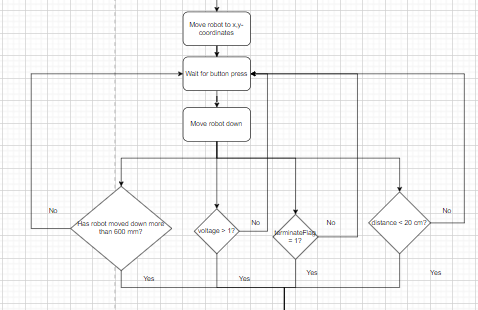 Move robot to x,y-
coordinates
Wait for button press
Move robot down
No
Has robot moved down more
than 600 mm?
voltage > 1?
No
terminateFlag
= 1?
No
distance < 20 cm?
No
Yes
Yes
Yes
Yes